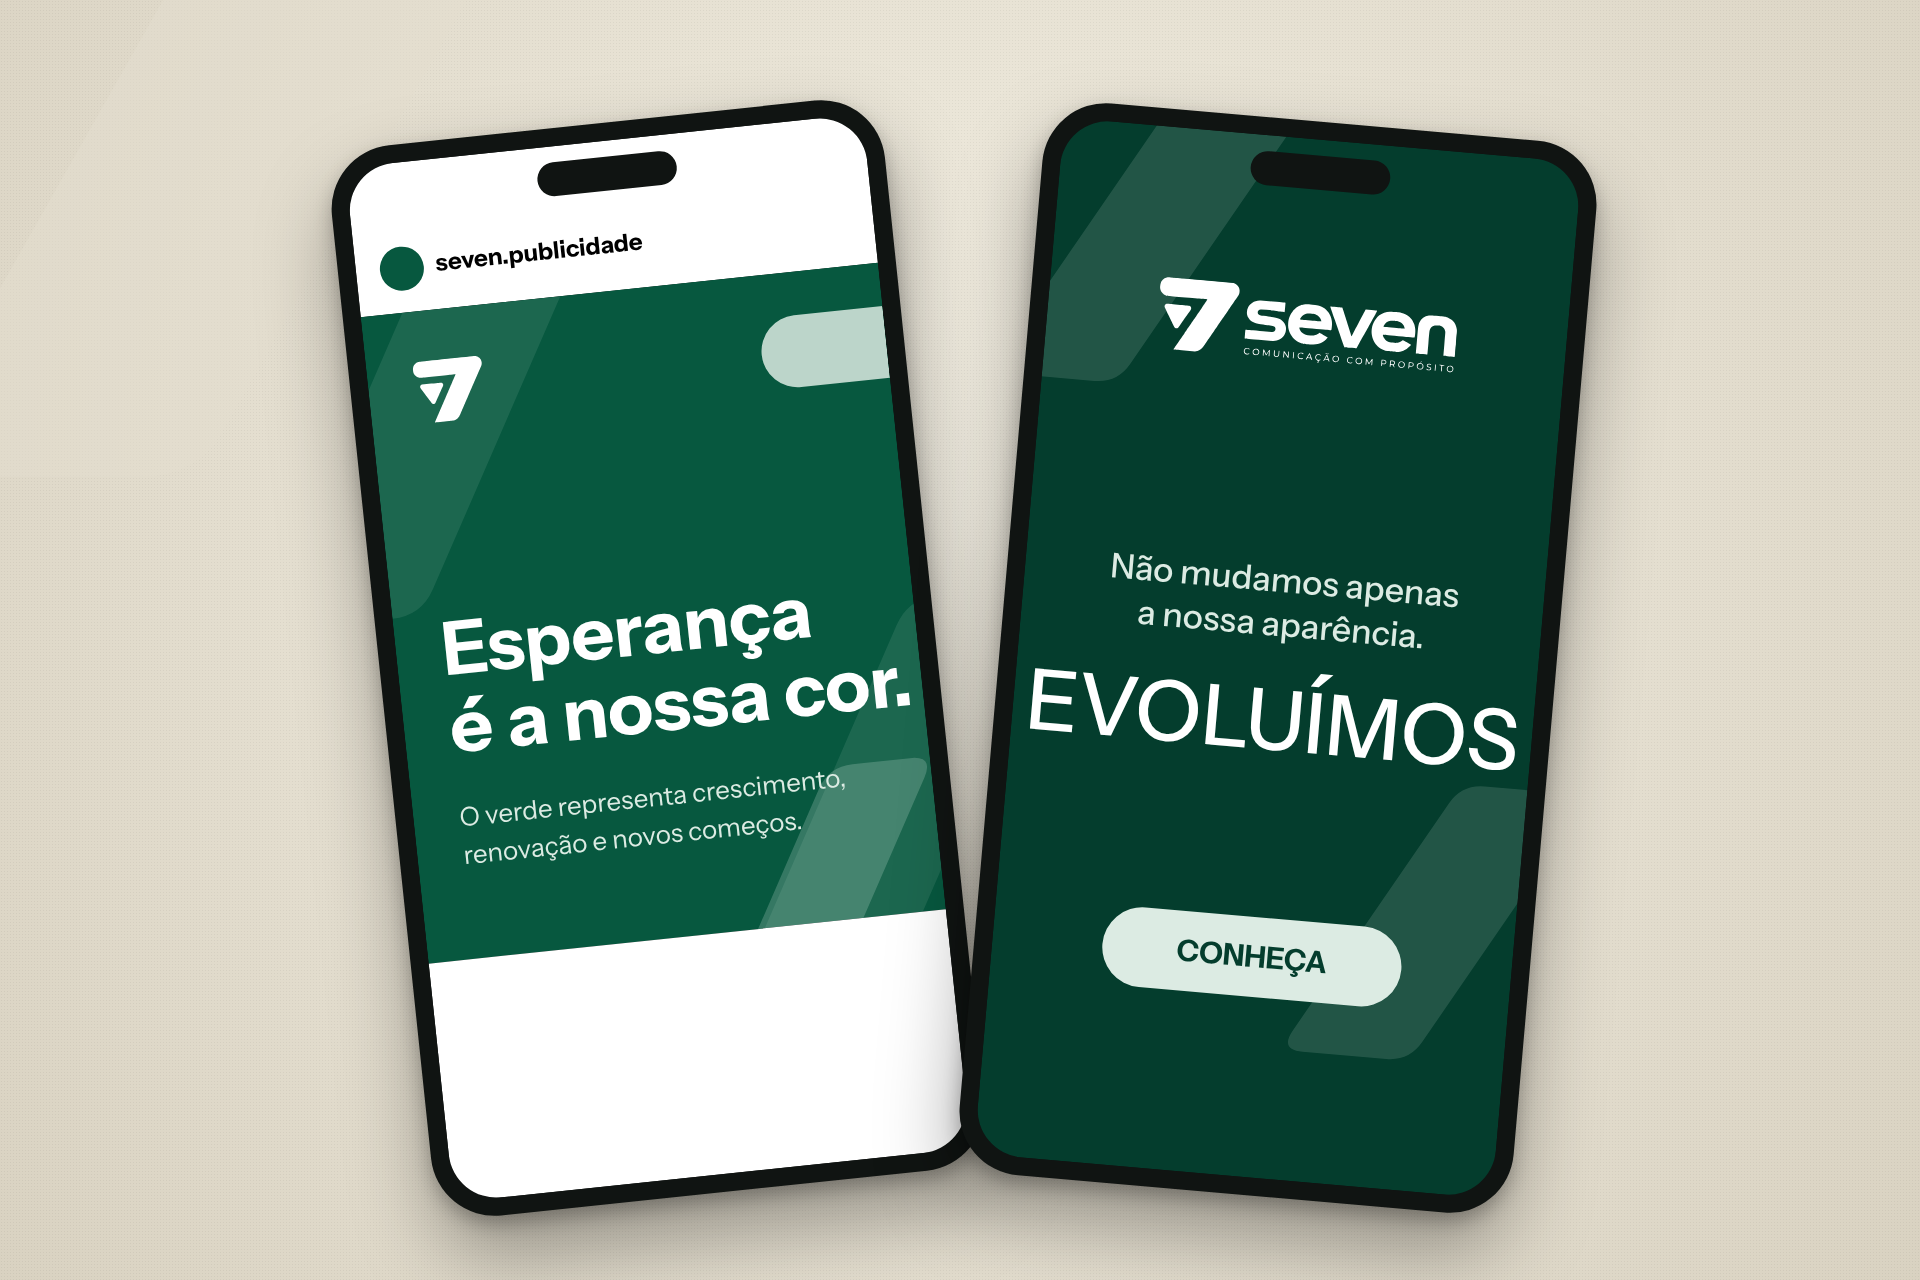 seven.publicidade
Esperança
é a nossa cor.
O verde representa crescimento,
renovação e novos começos.
seven
COMUNICAÇÃO COM PROPÓSITO
Não mudamos apenas
a nossa aparência.
EVOLUÍMOS
CONHEÇA